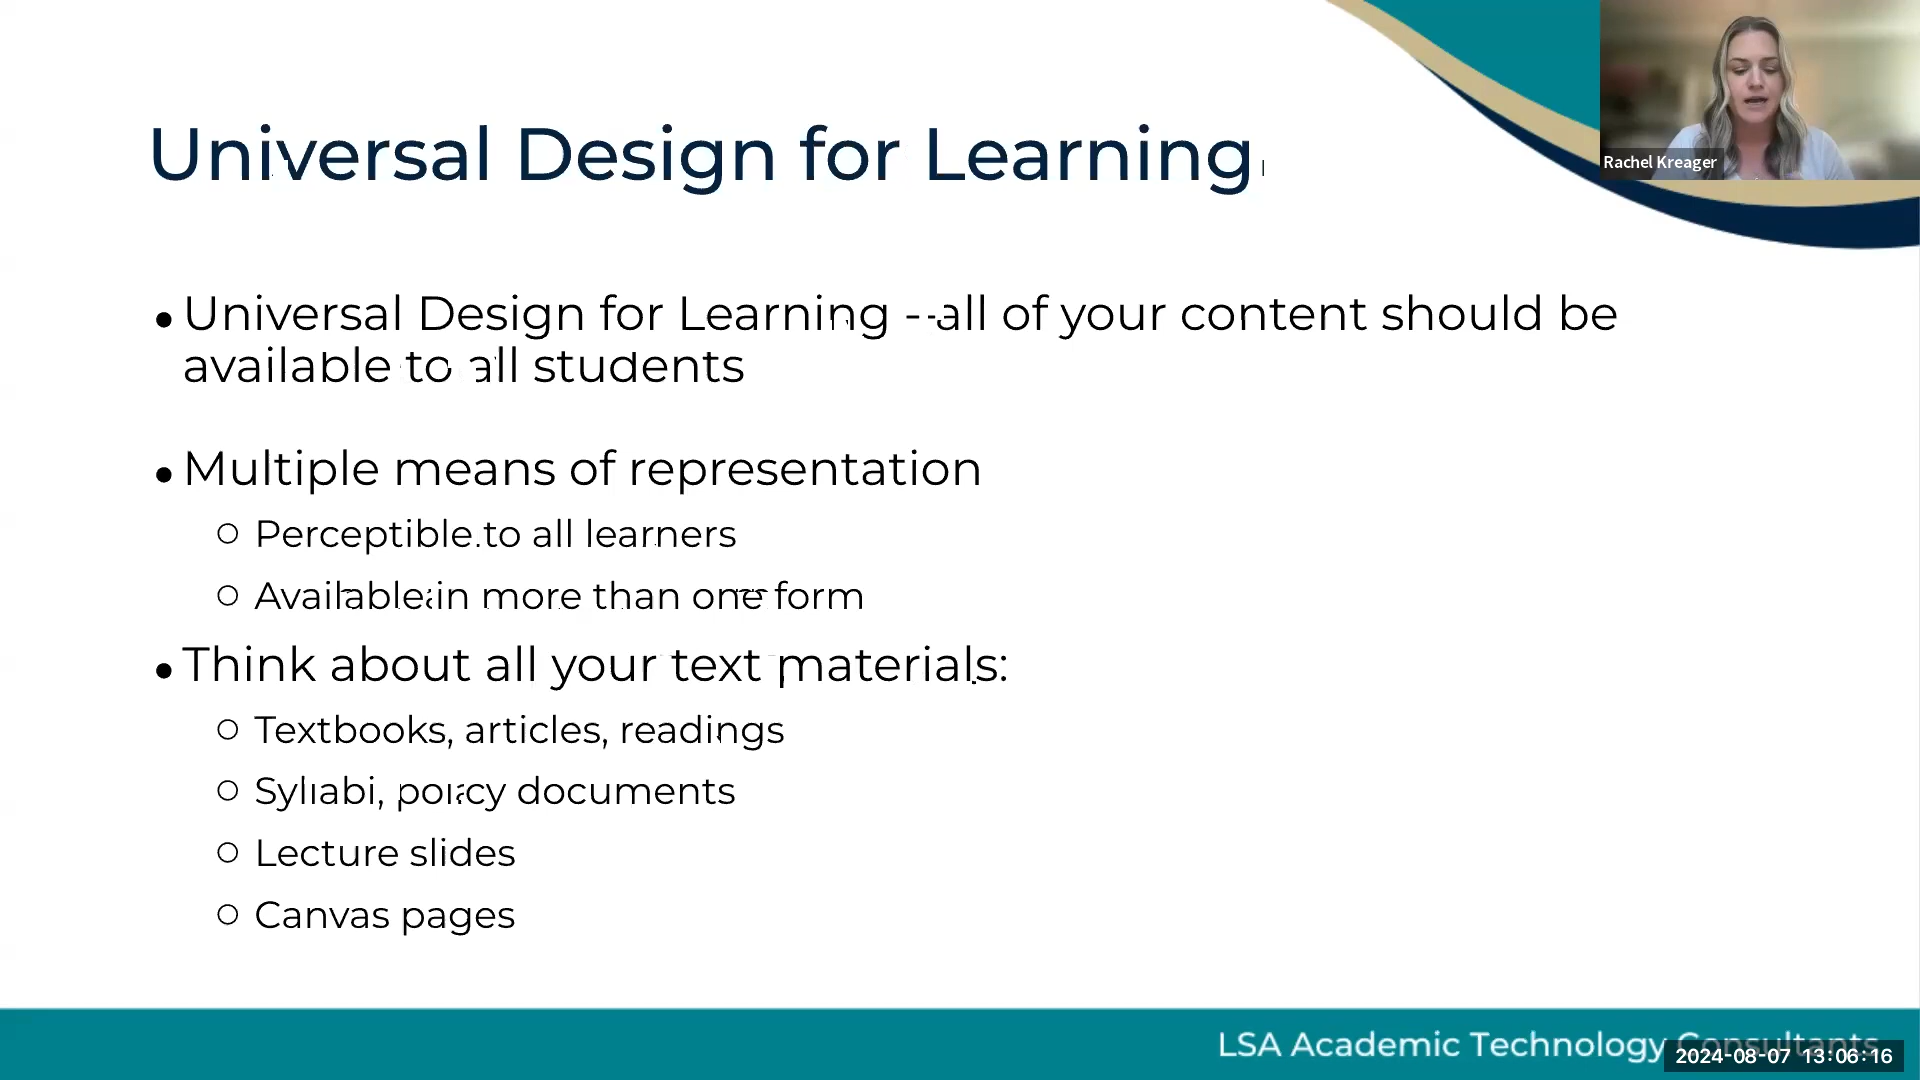 Universal Design for Learning
Rachel Kreager
• Universal Design for Learning - all of your content should be
available to all students
• Multiple means of representation
○ Perceptible to all learners
○ Available in more than one form
• Think about all your text materials:
○ Textbooks, articles, readings
○ Syllabi, policy documents
○ Lecture slides
○ Canvas pages
LSA Academic Technology Consultants
2024-08-07 13:06:16